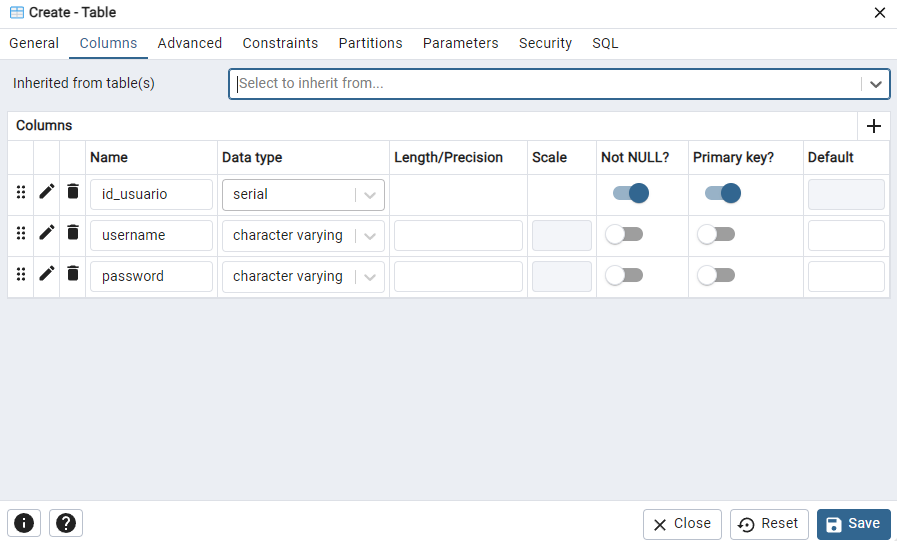 Create - Table
General Columns Advanced Constraints Partitions Parameters Security SQL
Inherited from table(s) Select to inherit from...
Columns
Name Data type Length/Precision Scale Not NULL? Primary key? Default
id_usuario serial
username character varying
password character varying
Close Reset Save